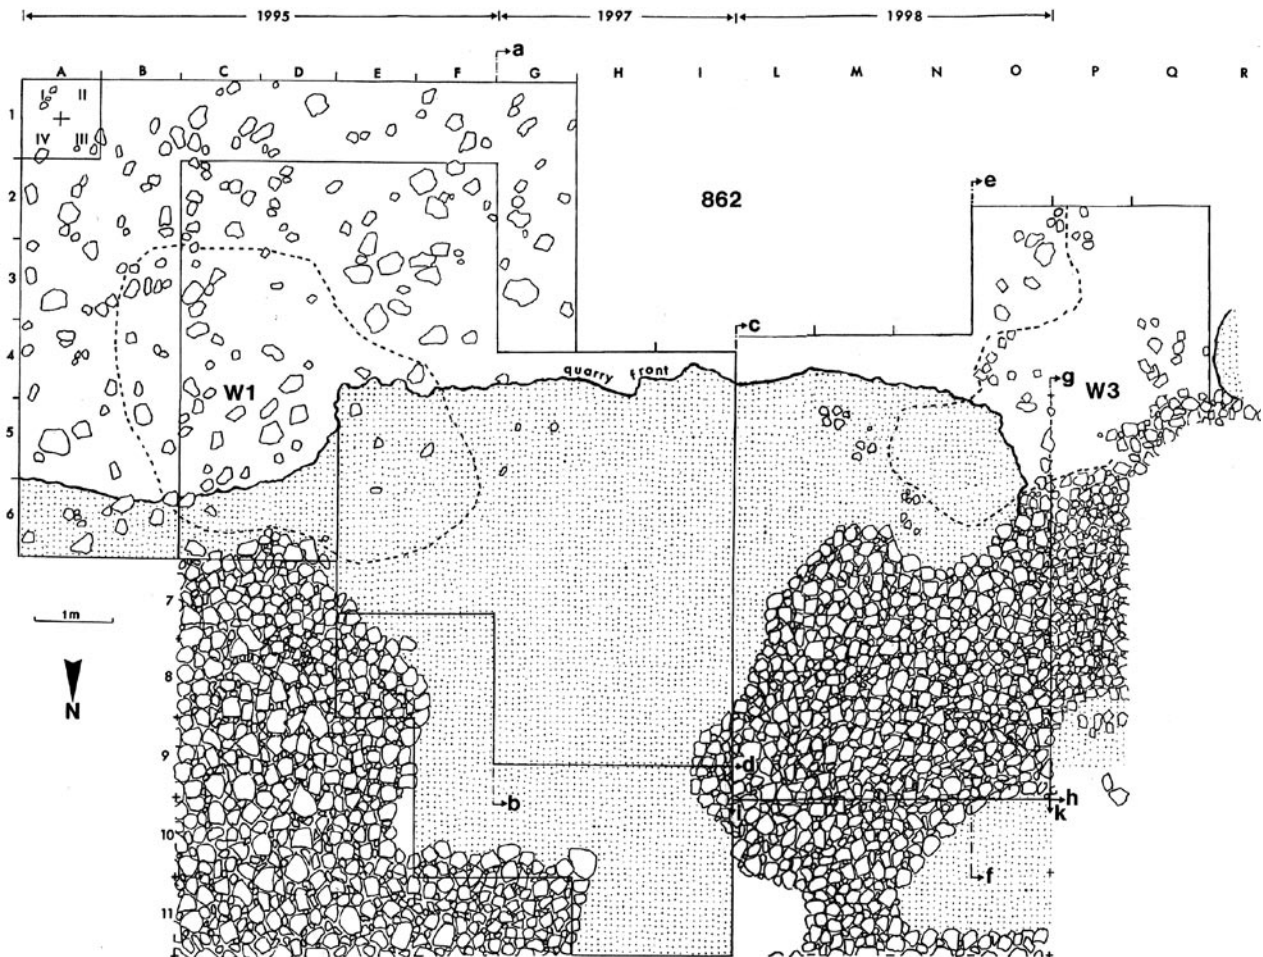 1995 1997 1998
a
A B C D E F G H I L M N O P Q R
I II
1
IV III
e
2
862
3
c
quarry front
4
g
W1 W3
5
6
1m
7
8
N
9
d
b
h
i k
10
f
11